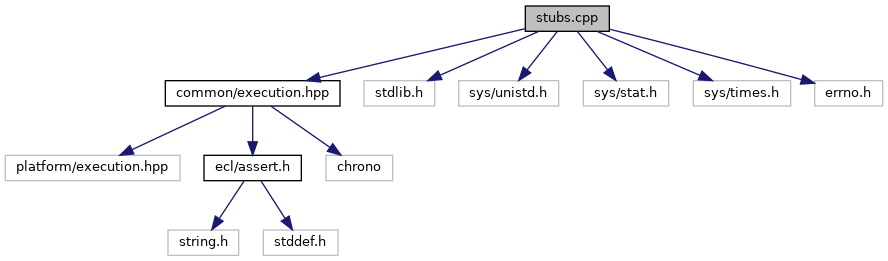 stubs.cpp
common/execution.hpp
stdlib.h
sys/unistd.h
sys/stat.h
sys/times.h
errno.h
platform/execution.hpp
ecl/assert.h
chrono
string.h
stddef.h